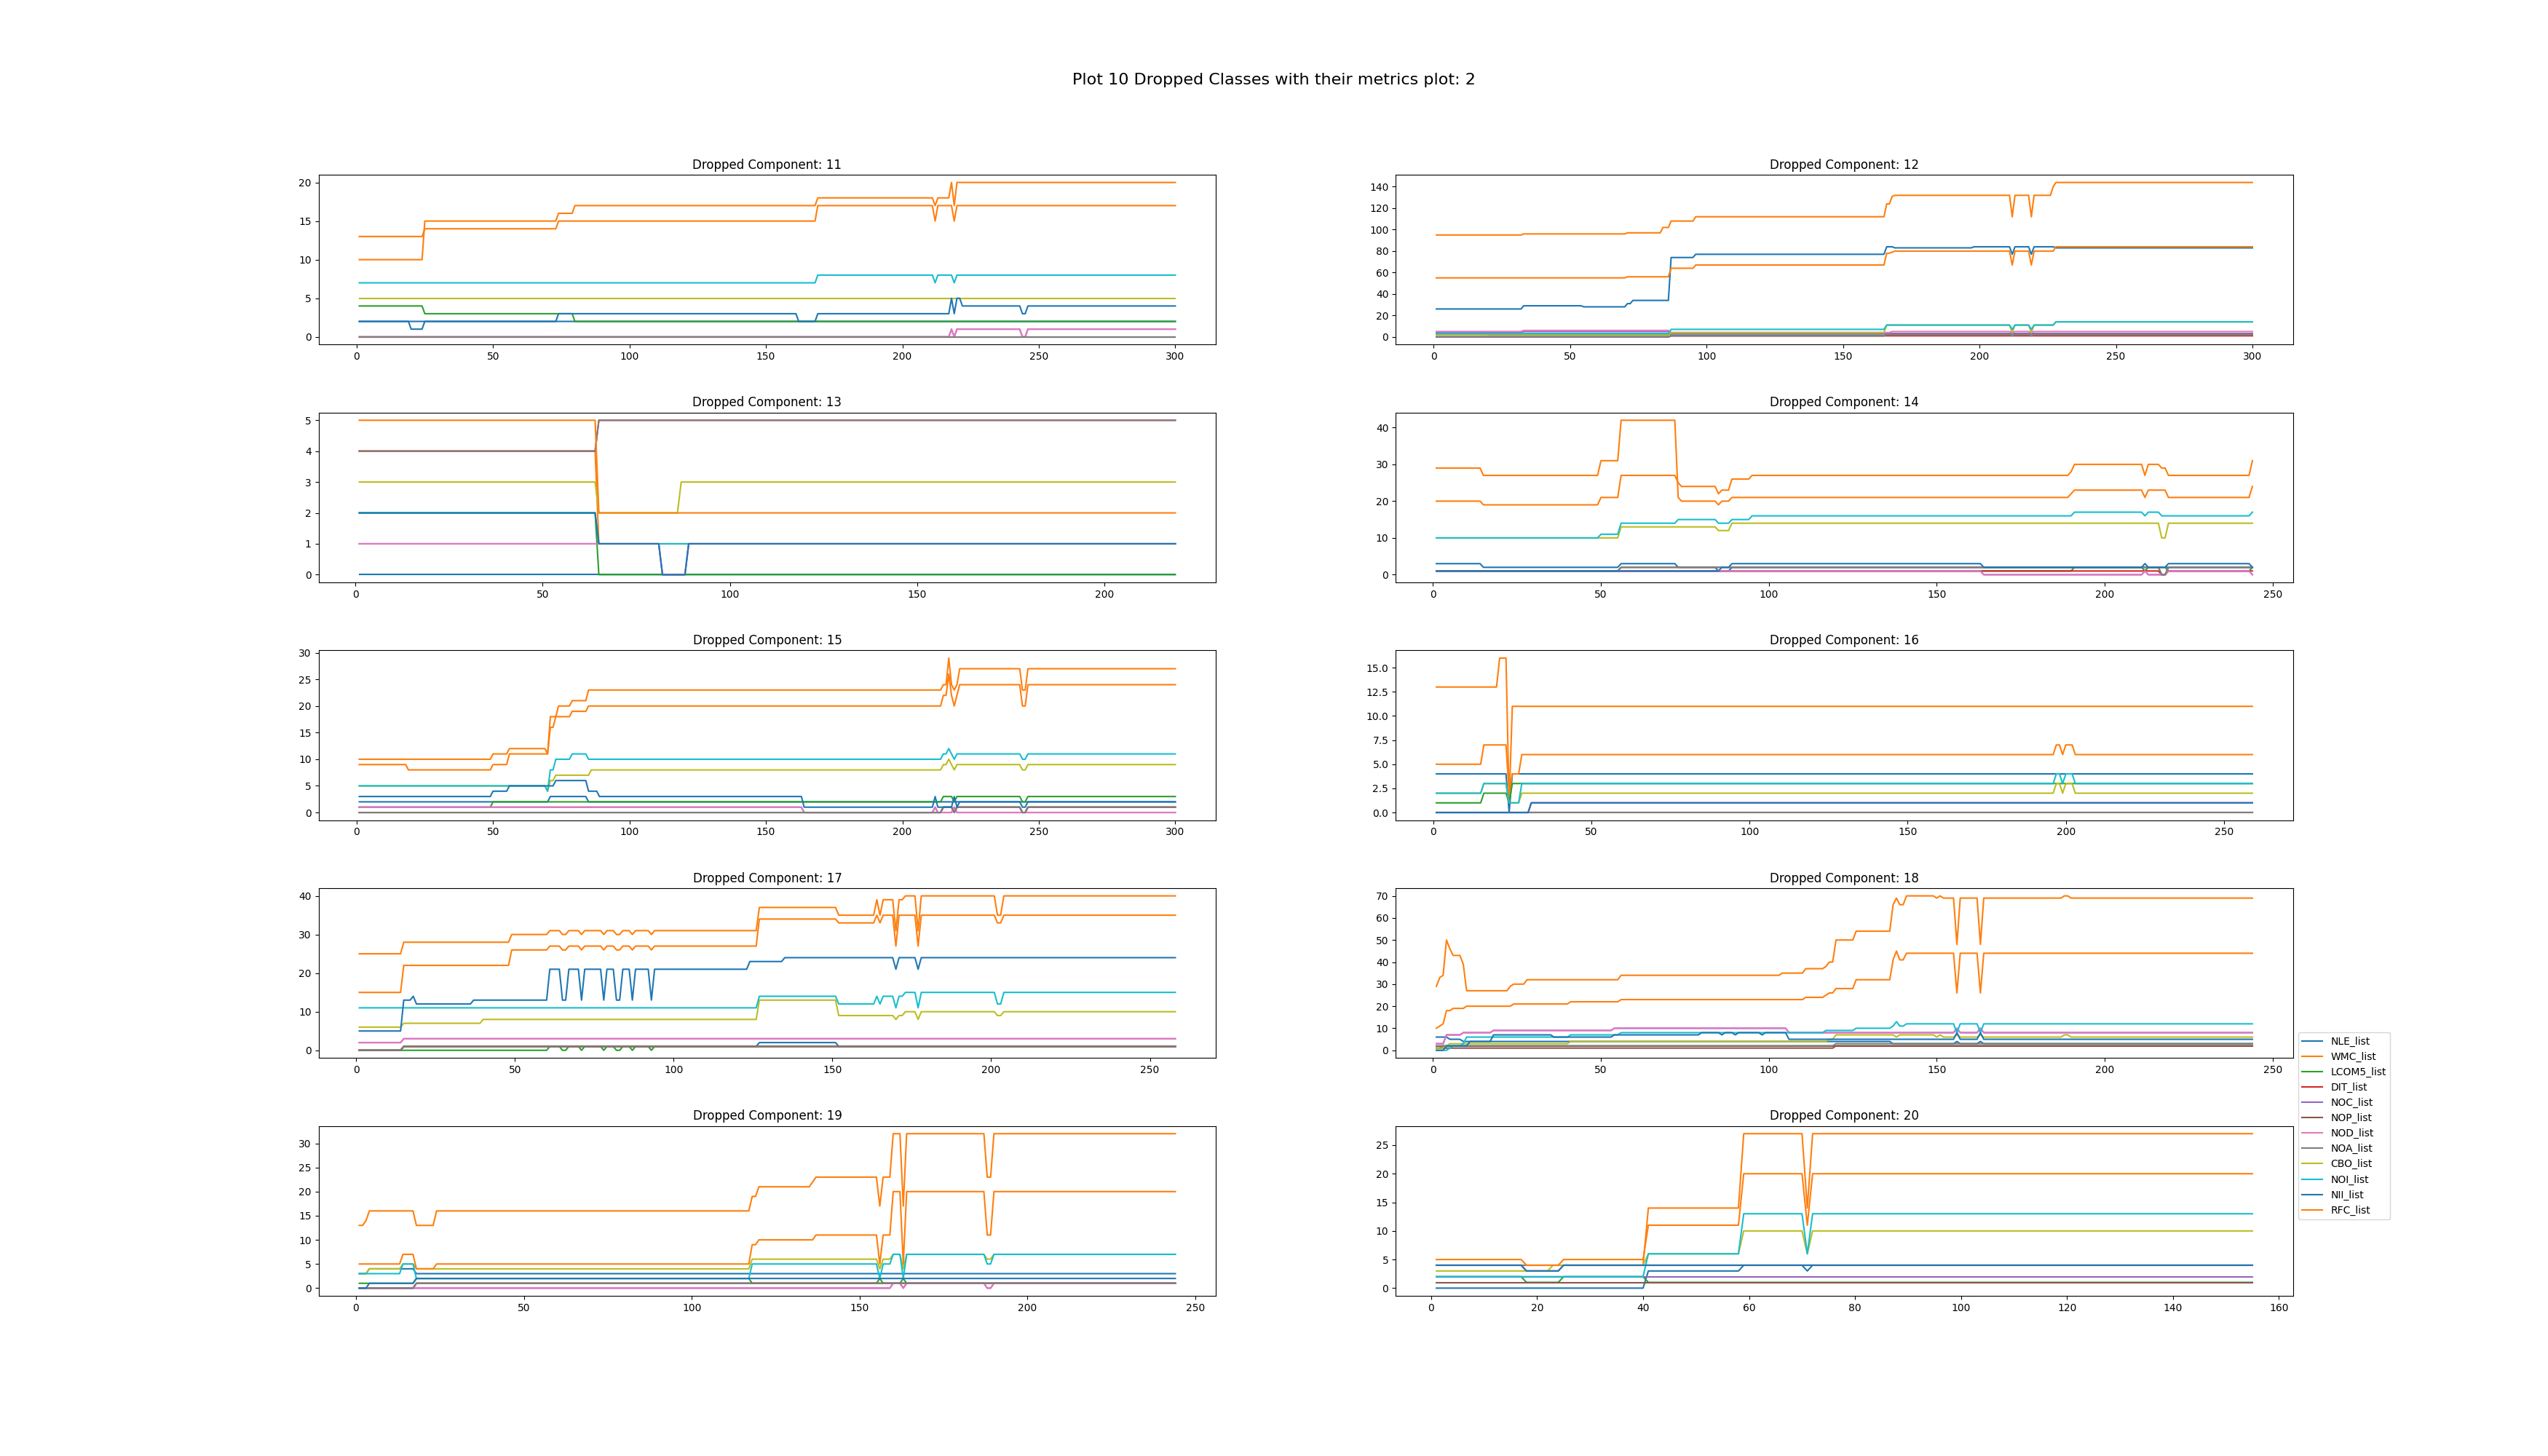 Plot 10 Dropped Classes with their metrics plot: 2
Dropped Component: 11
20
15
10
5
0
0 50 100 150 200 250 300
Dropped Component: 12
140
120
100
80
60
40
20
0
0 50 100 150 200 250 300
Dropped Component: 13
5
4
3
2
1
0
50 100 150 200
Dropped Component: 14
40
30
20
10
0
0 50 100 150 200 250
Dropped Component: 15
30
25
20
15
10
5
0
0 50 100 150 200 250 300
Dropped Component: 16
15.0
12.5
10.0
7.5
5.0
2.5
0.0
0 50 100 150 200 250
Dropped Component: 17
40
30
20
10
0
50 100 150 200 250
Dropped Component: 18
70
60
50
40
30
20
10
0
0 50 100 150 200 250
Dropped Component: 19
30
25
20
15
10
5
0
0 50 100 150 200 250
Dropped Component: 20
25
20
15
10
5
0
0 20 40 60 80 100 120 140 160
NLE_list
WMC_list
LCOM5_list
DIT_list
NOC_list
NOP_list
NOD_list
NOA_list
CBO_list
NOI_list
NII_list
RFC_list